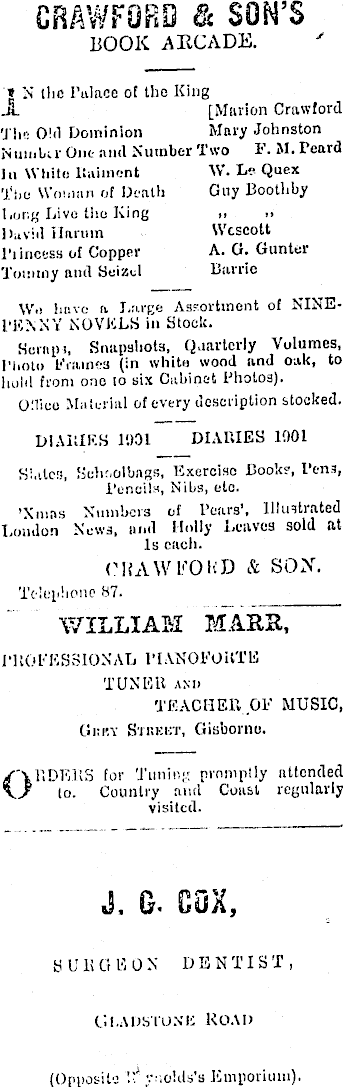 CRAWFORD & SON'S
BOOK ARCADE.
IN the Palace of the King
[Marion Crawford
The Old Dominion Mary Johnston
Number One and Number Two F. M. Peard
In White Raiment W. Le Quex
The Woman of Death Guy Boothby
Long Live the King „ „
David Harum Wescott
Princess of Copper A. G. Gunter
Tommy and Seizel Barrie
We have a Large Assortment of NINE-
PENNY NOVELS in Stock.
Scraps, Snapshots, Quarterly Volumes,
Photo Frames (in white wood and oak, to
hold from one to six Cabinet Photos).
Office Material of every description stocked.
DIARIES 1901 DIARIES 1901
Slates, Schoolbags, Exercise Books, Pens,
Pencils, Nibs, etc.
'Xmas Numbers of Pears', Illustrated
London News, and Holly Leaves sold at
1s each.
CRAWFORD & SON.
Telephone 87.
WILLIAM MARR,
PROFESSIONAL PIANOFORTE
TUNER AND
TEACHER OF MUSIC,
GREY STREET, Gisborne.
ORDERS for Tuning promptly attended
to. Country and Coast regularly
visited.
J. G. COX,
SURGEON DENTIST,
GLADSTONE ROAD
(Opposite Reynolds's Emporium).